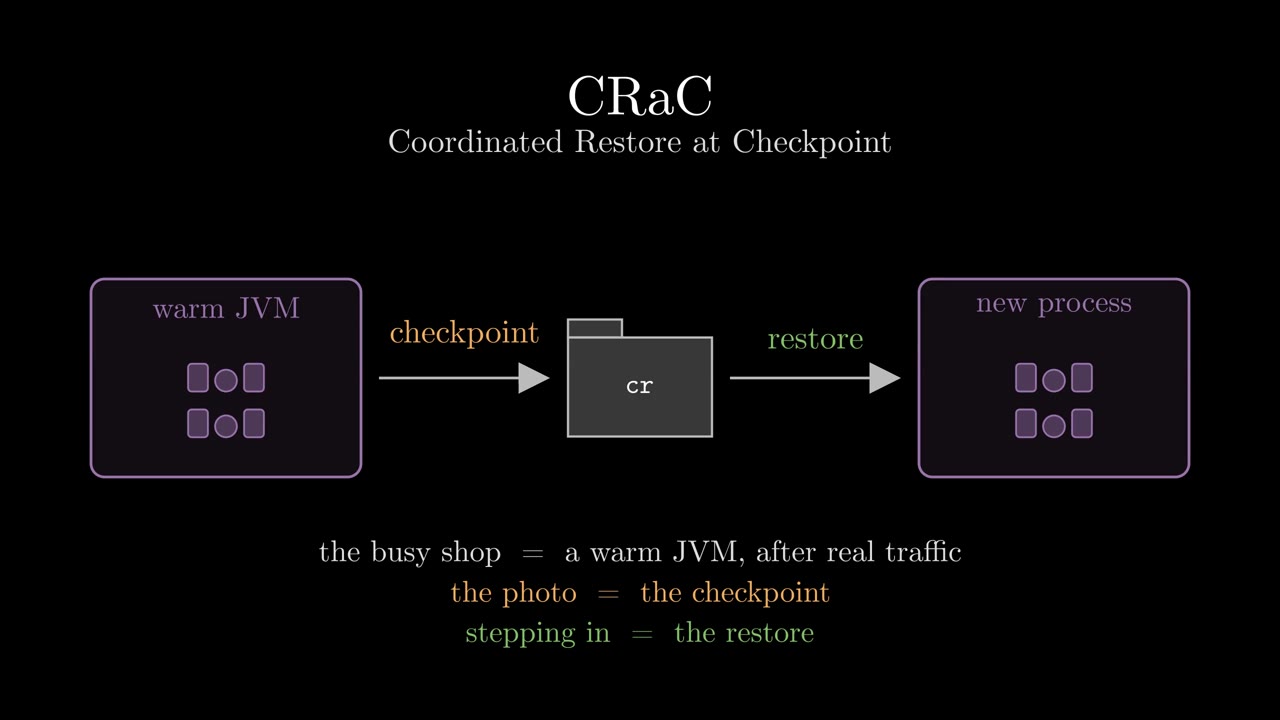 CRaC
Coordinated Restore at Checkpoint
warm JVM
checkpoint
cr
restore
new process
the busy shop = a warm JVM, after real traffic
the photo = the checkpoint
stepping in = the restore